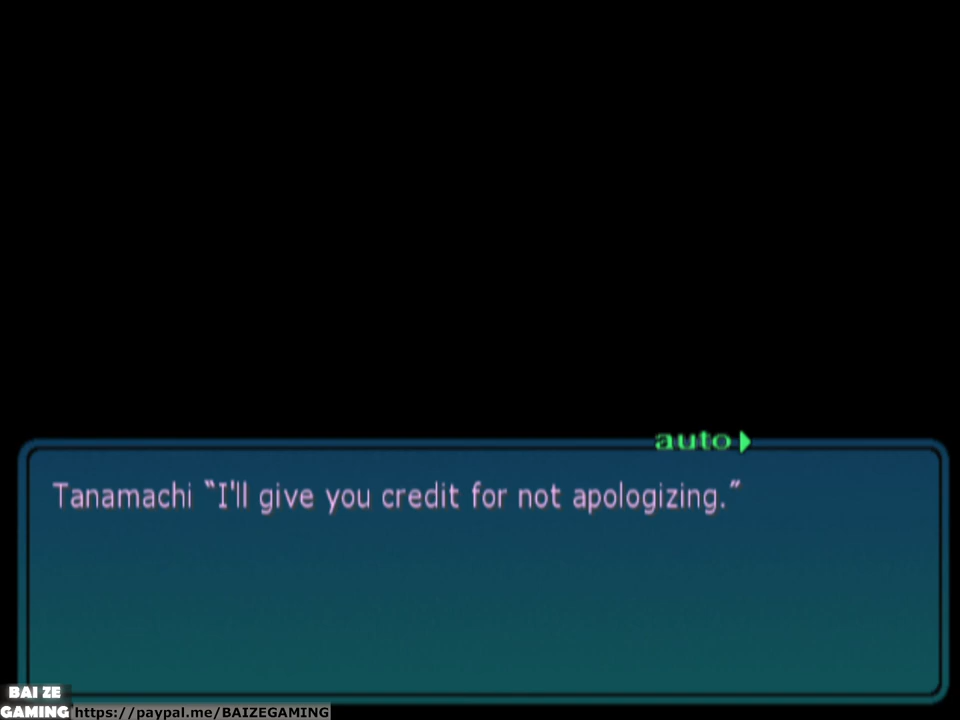 auto
Tanamachi “I'll give you credit for not apologizing.”
BAI ZE
GAMING https://paypal.me/BAIZEGAMING